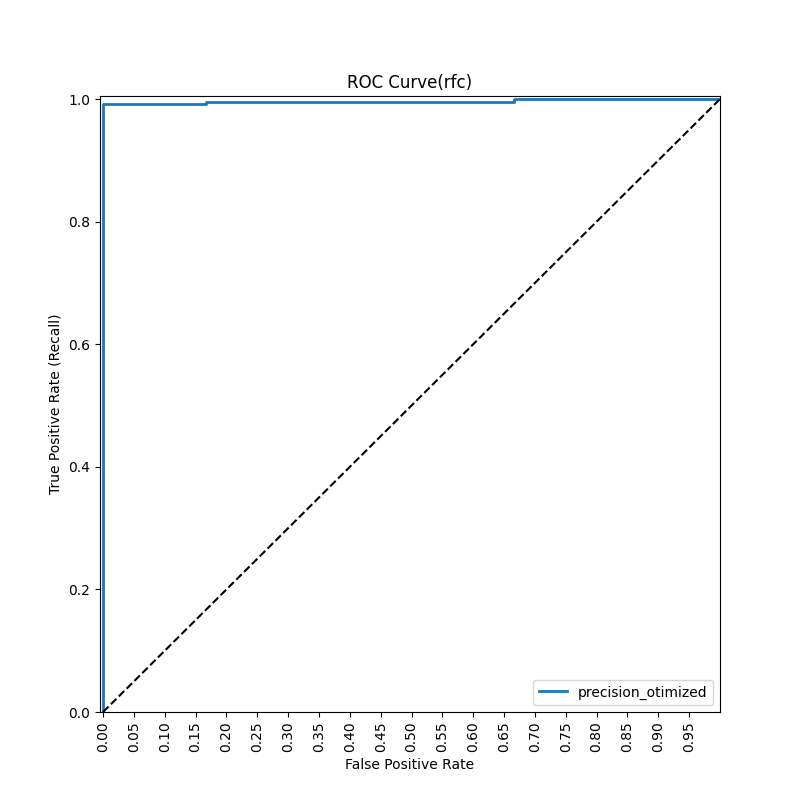 ROC Curve(rfc)
True Positive Rate (Recall)
1.0
0.8
0.6
0.4
0.2
0.0
precision_otimized
0.00 0.05 0.10 0.15 0.20 0.25 0.30 0.35 0.40 0.45 0.50 0.55 0.60 0.65 0.70 0.75 0.80 0.85 0.90 0.95
False Positive Rate